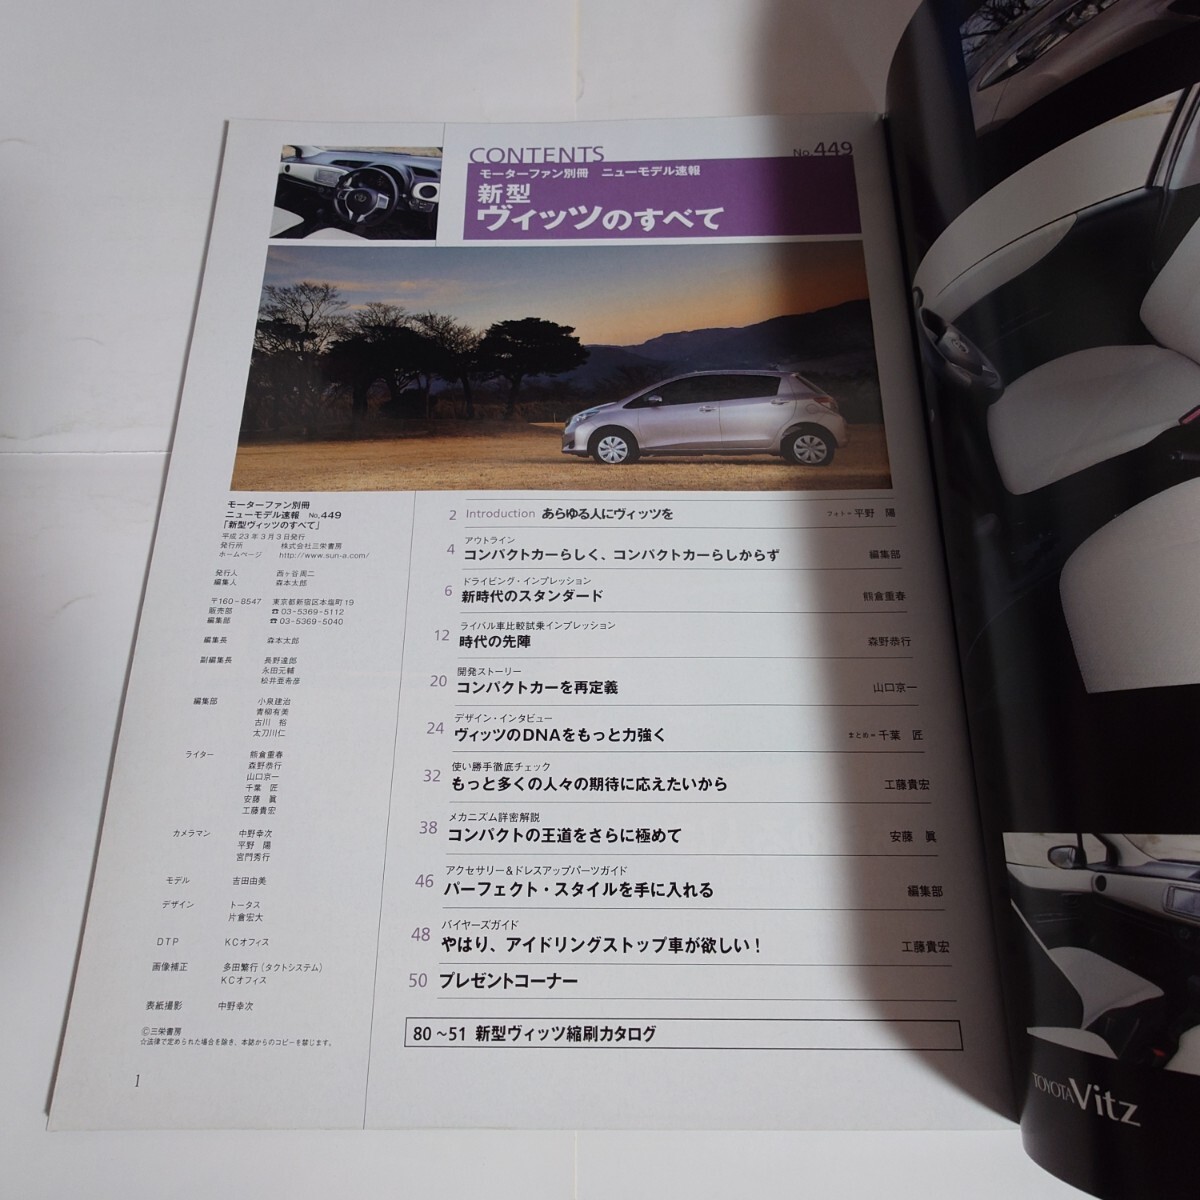 CONTENTS
No.449
モーターファン別冊 ニューモデル速報
新型
ヴィッツのすべて
モーターファン別冊
ニューモデル速報 No.449
「新型ヴィッツのすべて」
平成23年3月3日発行
発行所 株式会社三栄書房
ホームページ http://www.sun-a.com/
発行人 西ヶ谷周二
編集人 森本太郎
〒160-8547 東京都新宿区本塩町19
販売部 ☎03-5369-5112
編集部 ☎03-5369-5040
編集長 森本太郎
副編集長 長野達郎
永田元輔
松井亜希彦
編集部 小泉建治
青柳有美
古川 裕
太刀川仁
ライター 熊倉重春
森野恭行
山口京一
千葉 匠
安藤 眞
工藤貴宏
カメラマン 中野幸次
平野 陽
宮門秀行
モデル 吉田由美
デザイン トータス
片倉宏大
DTP KCオフィス
画像補正 多田繁行(タクトシステム)
KCオフィス
表紙撮影 中野幸次
©三栄書房
☆法律で定められた場合を除き、本誌からのコピーを禁じます。
1
2 Introduction あらゆる人にヴィッツを フォト=平野 陽
アウトライン
4 コンパクトカーらしく、コンパクトカーらしからず 編集部
ドライビング・インプレッション
6 新時代のスタンダード 熊倉重春
ライバル車比較試乗インプレッション
12 時代の先陣 森野恭行
開発ストーリー
20 コンパクトカーを再定義 山口京一
デザイン・インタビュー
24 ヴィッツのDNAをもっと力強く まとめ=千葉 匠
使い勝手徹底チェック
32 もっと多くの人々の期待に応えたいから 工藤貴宏
メカニズム詳密解説
38 コンパクトの王道をさらに極めて 安藤 眞
アクセサリー&ドレスアップパーツガイド
46 パーフェクト・スタイルを手に入れる 編集部
バイヤーズガイド
48 やはり、アイドリングストップ車が欲しい! 工藤貴宏
50 プレゼントコーナー
80～51 新型ヴィッツ縮刷カタログ
TOYOTA Vitz